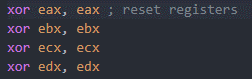 xor eax, eax ; reset registers
xor ebx, ebx
xor ecx, ecx
xor edx, edx